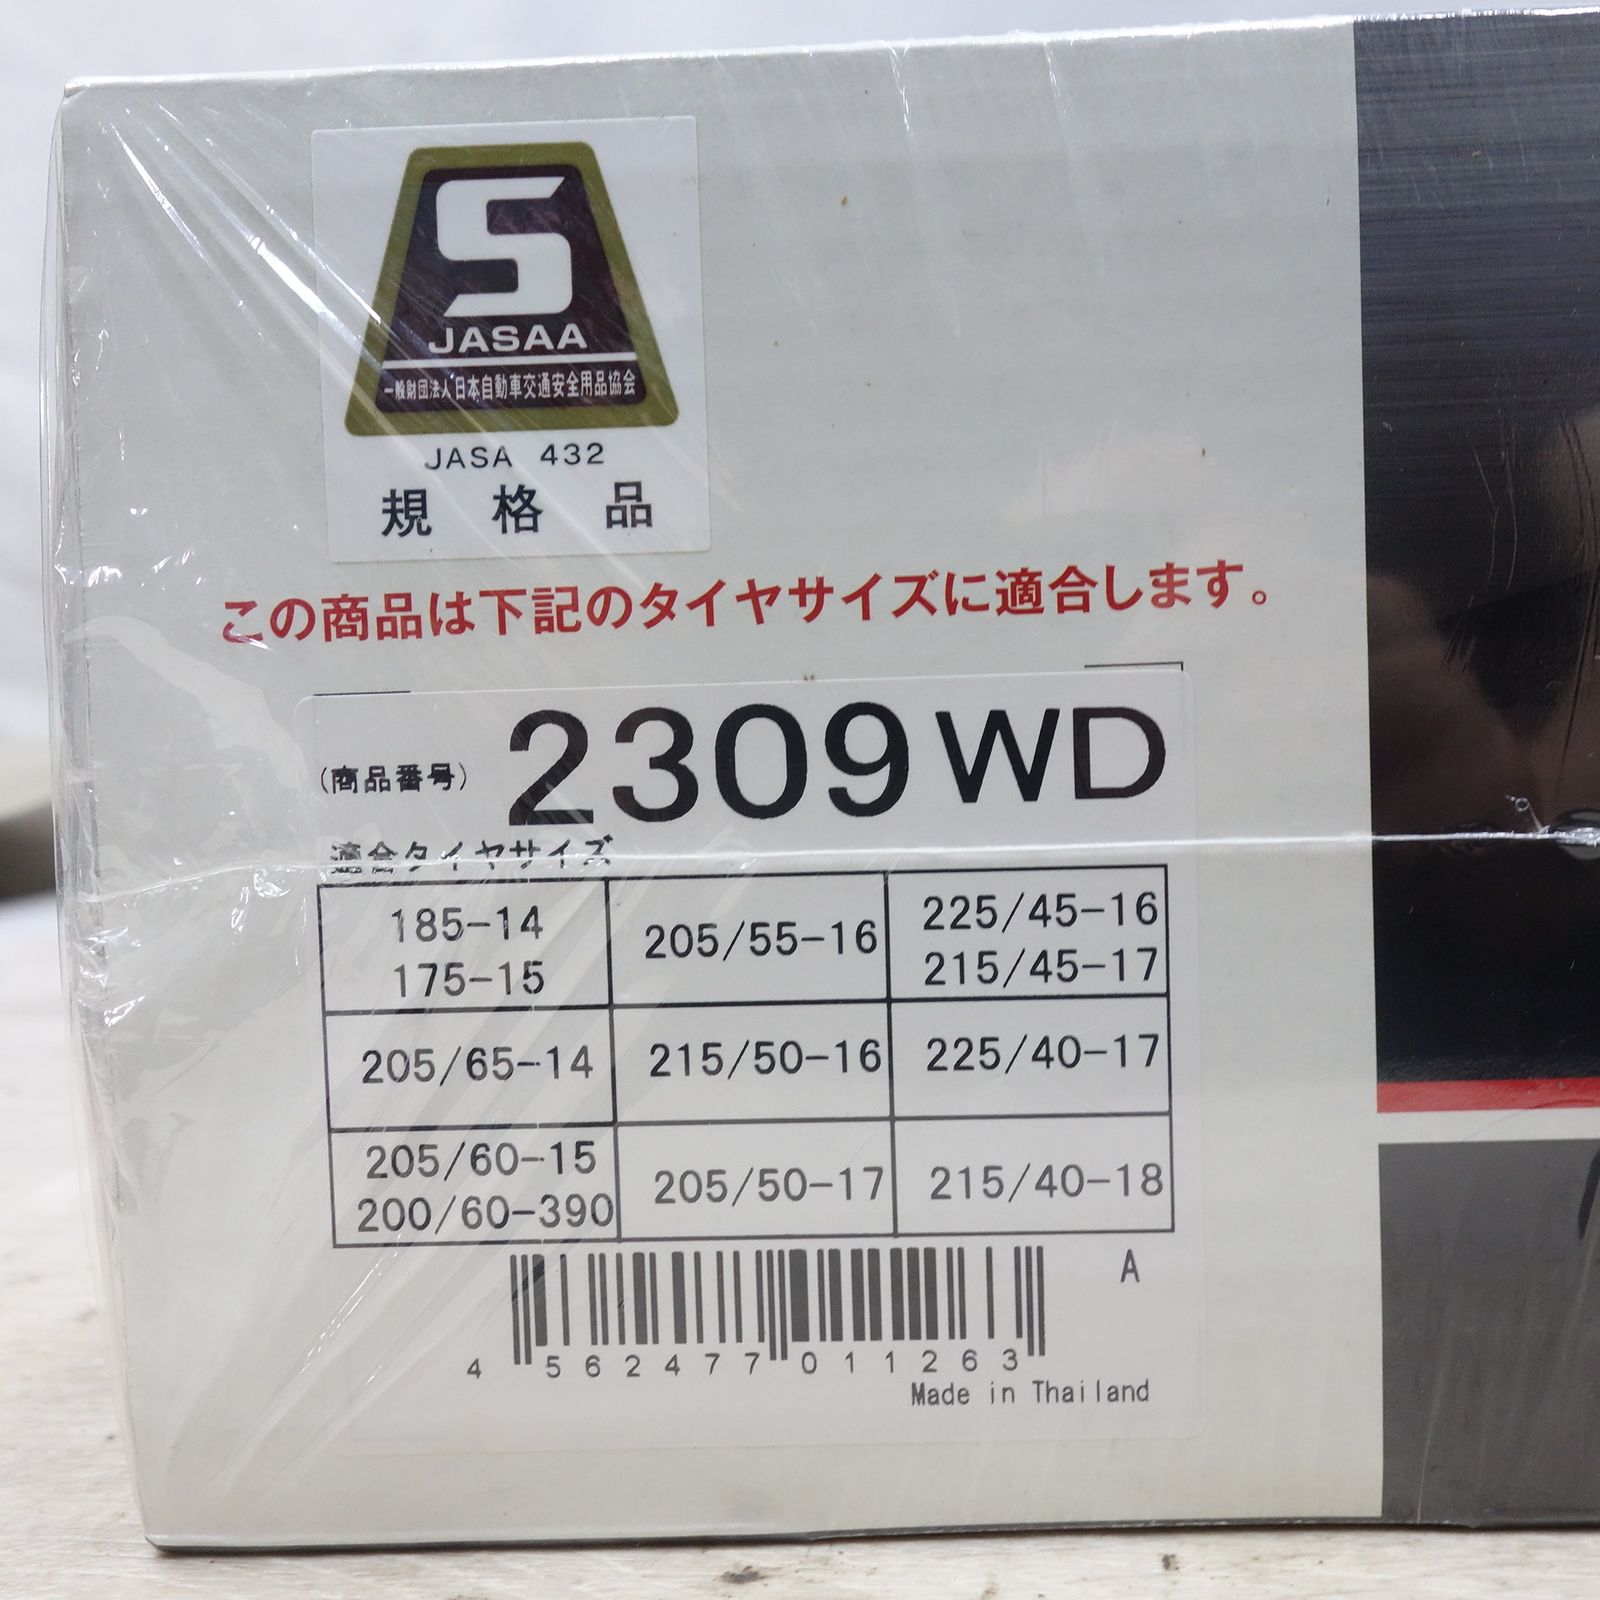 S
JASAA
一般財団法人日本自動車交通安全用品協会
JASA 432
規格品
この商品は下記のタイヤサイズに適合します。
(商品番号) 2309WD
適合タイヤサイズ
185-14
175-15
205/55-16
225/45-16
215/45-17
205/65-14
215/50-16
225/40-17
205/60-15
200/60-390
205/50-17
215/40-18
A
4 562477 011263
Made in Thailand